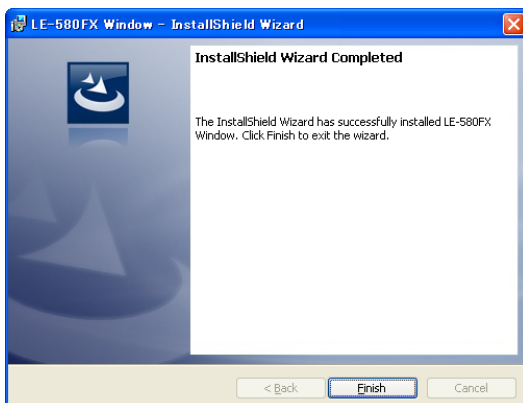 LE-580FX Window - InstallShield Wizard
InstallShield Wizard Completed
The InstallShield Wizard has successfully installed LE-580FX
Window. Click Finish to exit the wizard.
< Back
Finish
Cancel